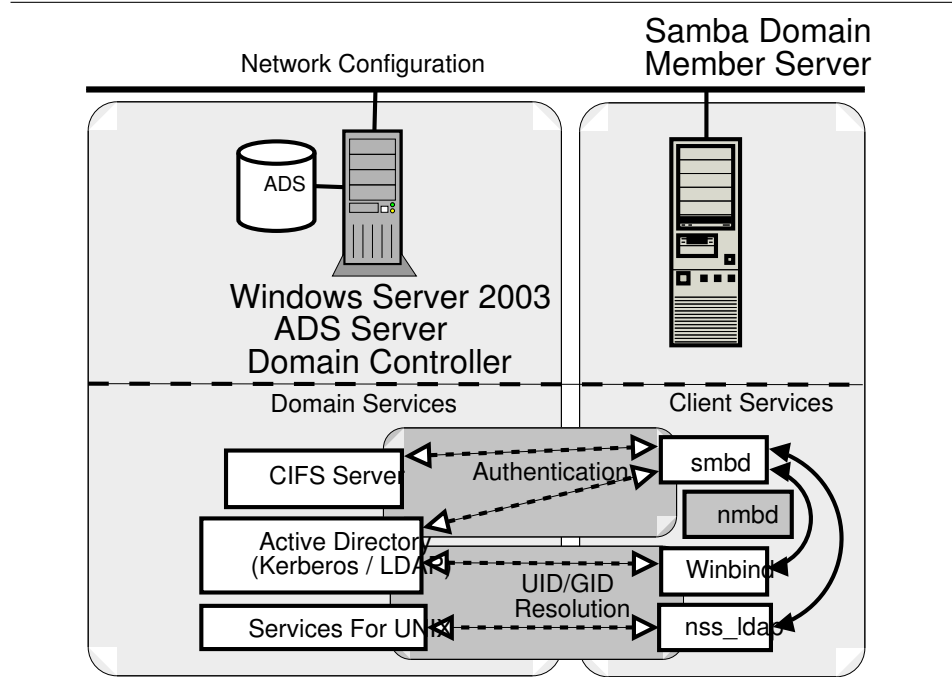 Network Configuration
Samba Domain
Member Server
ADS
Windows Server 2003
ADS Server
Domain Controller
Domain Services
Client Services
CIFS Server
Authentication
smbd
nmbd
Active Directory
(Kerberos / LDAP)
UID/GID
Resolution
Winbind
Services For UNIX
nss_ldap